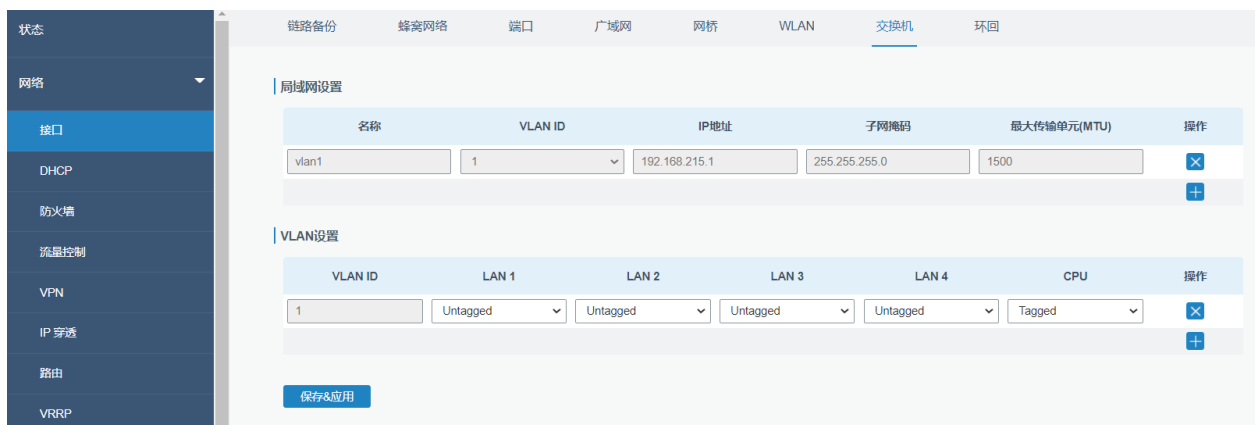 状态
网络
接口
DHCP
防火墙
流量控制
VPN
IP 穿透
路由
VRRP
链路备份 蜂窝网络 端口 广域网 网桥 WLAN 交换机 环回
局域网设置
名称 VLAN ID IP地址 子网掩码 最大传输单元(MTU) 操作
vlan1 1 192.168.215.1 255.255.255.0 1500
VLAN设置
VLAN ID LAN 1 LAN 2 LAN 3 LAN 4 CPU 操作
1 Untagged Untagged Untagged Untagged Tagged
保存&应用